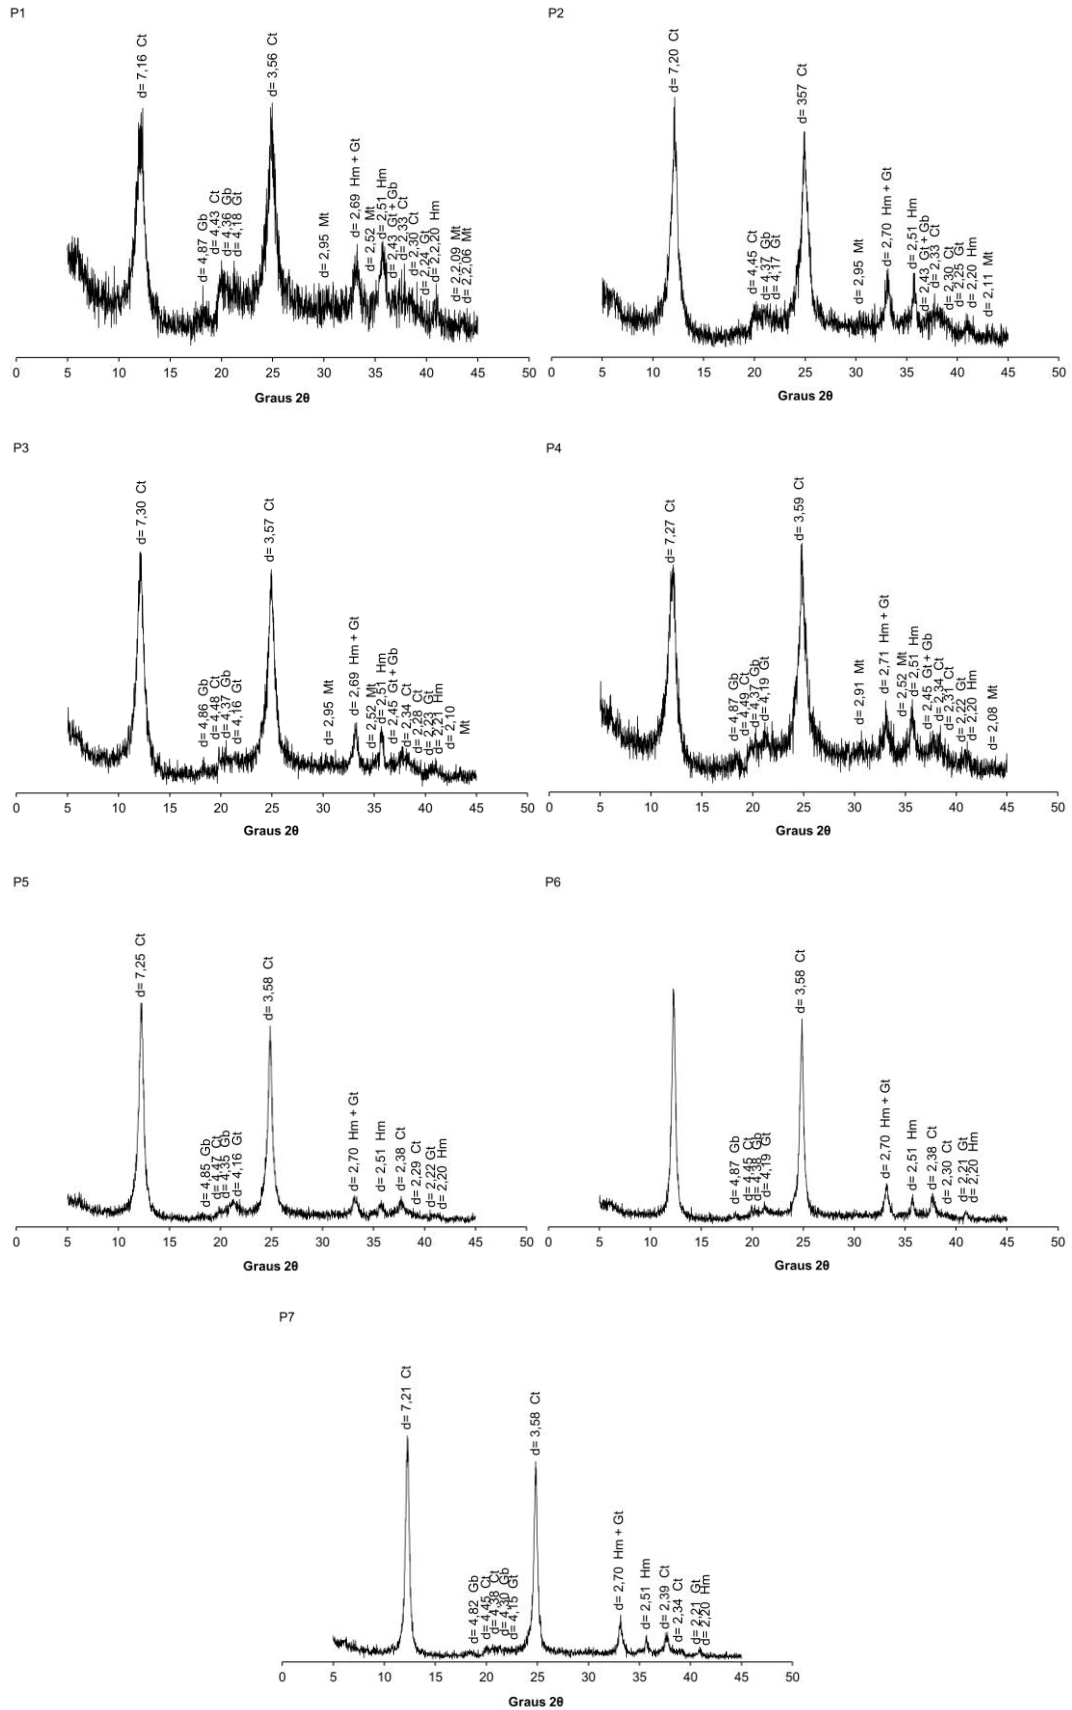 P1
d= 7,16 Ct
d= 4,87 Gb
d= 4,43 Ct
d= 4,36 Gb
d= 4,18 Gt
d= 3,56 Ct
d= 2,95 Mt
d= 2,69 Hm + Gt
d= 2,52 Mt
d= 2,51 Hm
d= 2,43 Gt + Gb
d= 2,33 Ct
d= 2,30 Ct
d= 2,24 Gt
d= 2,2,20 Hm
d= 2,2,09 Mt
d= 2,2,06 Mt
0 5 10 15 20 25 30 35 40 45 50
Graus 2θ
P2
d= 7,20 Ct
d= 4,45 Ct
d= 4,37 Gb
d= 4,17 Gt
d= 357 Ct
d= 2,95 Mt
d= 2,70 Hm + Gt
d= 2,51 Hm
d= 2,43 Gt + Gb
d= 2,33 Ct
d= 2,30 Ct
d= 2,25 Gt
d= 2,20 Hm
d= 2,11 Mt
0 5 10 15 20 25 30 35 40 45 50
Graus 2θ
P3
d= 7,30 Ct
d= 4,86 Gb
d= 4,48 Ct
d= 4,37 Gb
d= 4,16 Gt
d= 3,57 Ct
d= 2,95 Mt
d= 2,69 Hm + Gt
d= 2,52 Mt
d= 2,51 Hm
d= 2,45 Gt + Gb
d= 2,34 Ct
d= 2,28 Ct
d= 2,23 Gt
d= 2,21 Hm
d= 2,10
Mt
0 5 10 15 20 25 30 35 40 45 50
Graus 2θ
P4
d= 7,27 Ct
d= 4,87 Gb
d= 4,49 Ct
d= 4,37 Gb
d= 4,19 Gt
d= 3,59 Ct
d= 2,91 Mt
d= 2,71 Hm + Gt
d= 2,52 Mt
d= 2,51 Hm
d= 2,45 Gt + Gb
d= 2,34 Ct
d= 2,31 Ct
d= 2,22 Gt
d= 2,20 Hm
d= 2,08 Mt
0 5 10 15 20 25 30 35 40 45 50
Graus 2θ
P5
d= 7,25 Ct
d= 4,85 Gb
d= 4,47 Ct
d= 4,35 Gb
d= 4,16 Gt
d= 3,58 Ct
d= 2,70 Hm + Gt
d= 2,51 Hm
d= 2,38 Ct
d= 2,29 Ct
d= 2,22 Gt
d= 2,20 Hm
0 5 10 15 20 25 30 35 40 45 50
Graus 2θ
P6
d= 4,87 Gb
d= 4,45 Ct
d= 4,38 Gb
d= 4,19 Gt
d= 3,58 Ct
d= 2,70 Hm + Gt
d= 2,51 Hm
d= 2,38 Ct
d= 2,30 Ct
d= 2,21 Gt
d= 2,20 Hm
0 5 10 15 20 25 30 35 40 45 50
Graus 2θ
P7
d= 7,21 Ct
d= 4,82 Gb
d= 4,45 Ct
d= 4,38 Ct
d= 4,30 Gb
d= 4,15 Gt
d= 3,58 Ct
d= 2,70 Hm + Gt
d= 2,51 Hm
d= 2,39 Ct
d= 2,34 Ct
d= 2,21 Gt
d= 2,20 Hm
0 5 10 15 20 25 30 35 40 45 50
Graus 2θ